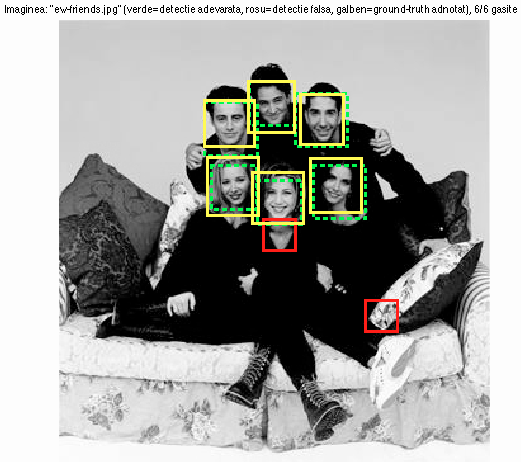 Imaginea: "ew-friends.jpg" (verde=detectie adevarata, rosu=detectie falsa, galben=ground-truth adnotat), 6/6 gasite